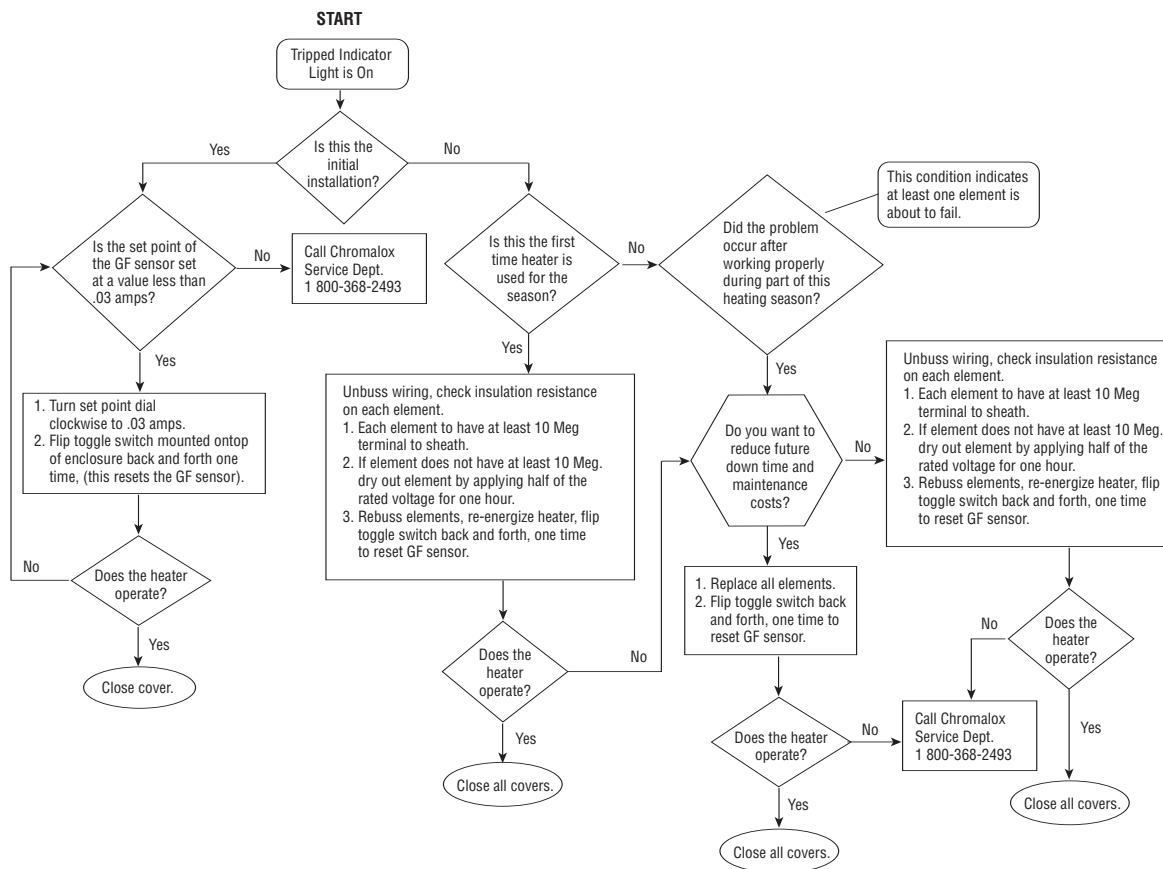 START
Tripped Indicator
Light is On
Is this the
initial
installation?
Yes
No
Is the set point of
the GF sensor set
at a value less than
.03 amps?
No
Call Chromalox
Service Dept.
1 800-368-2493
Yes
1. Turn set point dial
clockwise to .03 amps.
2. Flip toggle switch mounted ontop
of enclosure back and forth one
time, (this resets the GF sensor).
Does the heater
operate?
No
Yes
Close cover.
Is this the first
time heater is
used for the
season?
No
Yes
Unbuss wiring, check insulation resistance
on each element.
1. Each element to have at least 10 Meg
terminal to sheath.
2. If element does not have at least 10 Meg.
dry out element by applying half of the
rated voltage for one hour.
3. Rebuss elements, re-energize heater, flip
toggle switch back and forth, one time
to reset GF sensor.
Does the
heater
operate?
No
Yes
Close all covers.
Did the problem
occur after
working properly
during part of this
heating season?
This condition indicates
at least one element is
about to fail.
Yes
Do you want to
reduce future
down time and
maintenance
costs?
No
Yes
1. Replace all elements.
2. Flip toggle switch back
and forth, one time to
reset GF sensor.
Does the heater
operate?
No
Yes
Close all covers.
Unbuss wiring, check insulation resistance
on each element.
1. Each element to have at least 10 Meg
terminal to sheath.
2. If element does not have at least 10 Meg.
dry out element by applying half of the
rated voltage for one hour.
3. Rebuss elements, re-energize heater, flip
toggle switch back and forth, one time
to reset GF sensor.
Does the
heater
operate?
No
Call Chromalox
Service Dept.
1 800-368-2493
Yes
Close all covers.